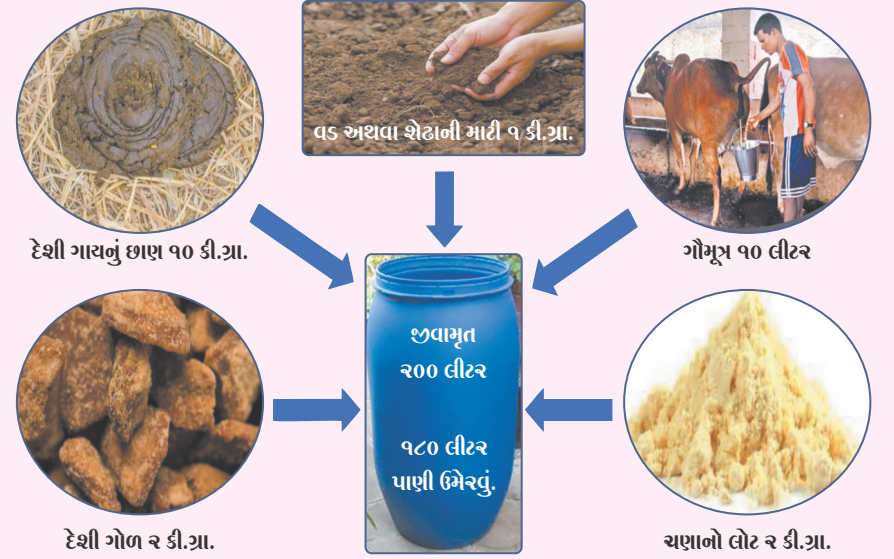 વડ અથવા શેઢાની માટી ૧ કી.ગ્રા.
દેશી ગાયનું છાણ ૧૦ કી.ગ્રા.
ગૌમૂત્ર ૧૦ લીટર
જીવામૃત
૨૦૦ લીટર
૧૮૦ લીટર
પાણી ઉમેરવું.
દેશી ગોળ ૨ કી.ગ્રા.
ચણાનો લોટ ૨ કી.ગ્રા.